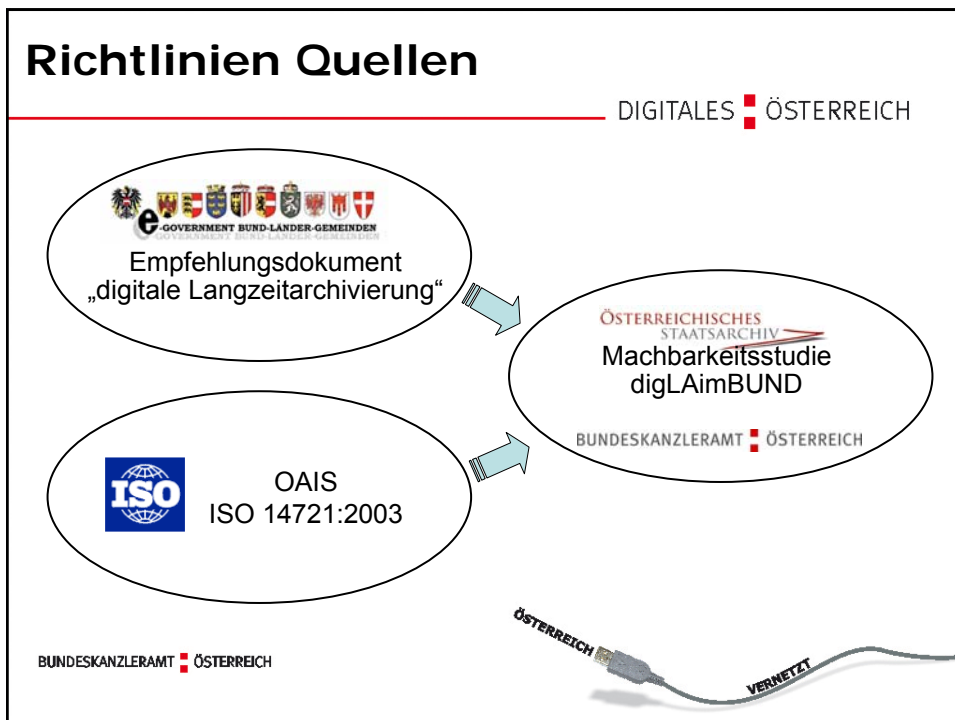 Richtlinien Quellen
DIGITALES ÖSTERREICH
e-GOVERNMENT BUND-LÄNDER-GEMEINDEN
Empfehlungsdokument
„digitale Langzeitarchivierung“
ÖSTERREICHISCHES
STAATSARCHIV
Machbarkeitsstudie
digLAimBUND
BUNDESKANZLERAMT ÖSTERREICH
ISO
OAIS
ISO 14721:2003
ÖSTERREICH
VERNETZT
BUNDESKANZLERAMT ÖSTERREICH